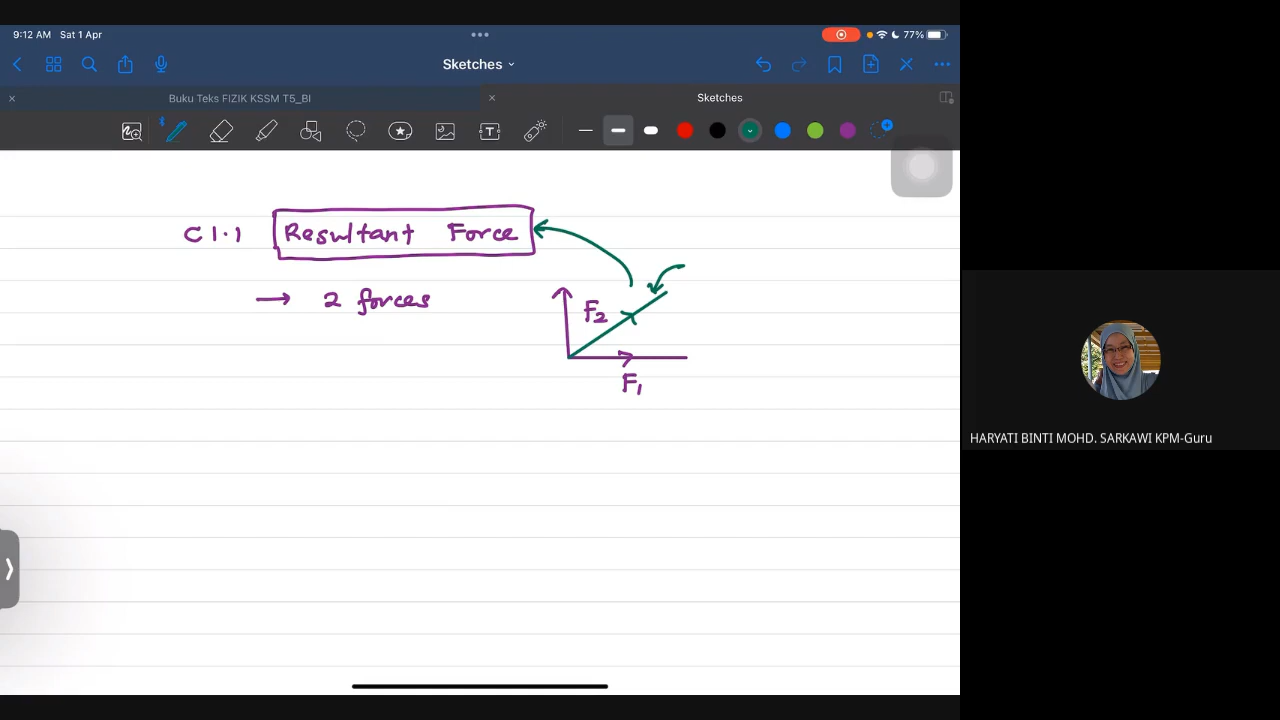 9:12 AM Sat 1 Apr
77%
Sketches
Buku Teks FIZIK KSSM T5_BI
Sketches
C1.1 Resultant Force
→ 2 forces
F2
F1
HARYATI BINTI MOHD. SARKAWI KPM-Guru